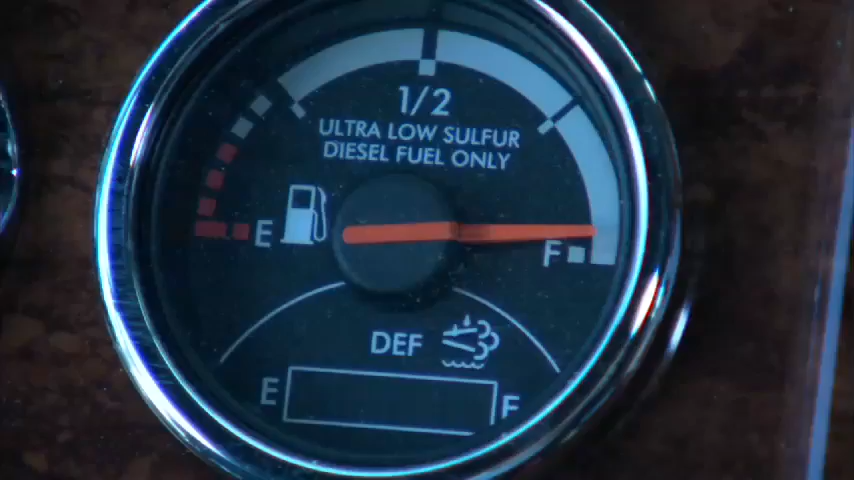 1/2
ULTRA LOW SULFUR
DIESEL FUEL ONLY
E
F
DEF
E
F